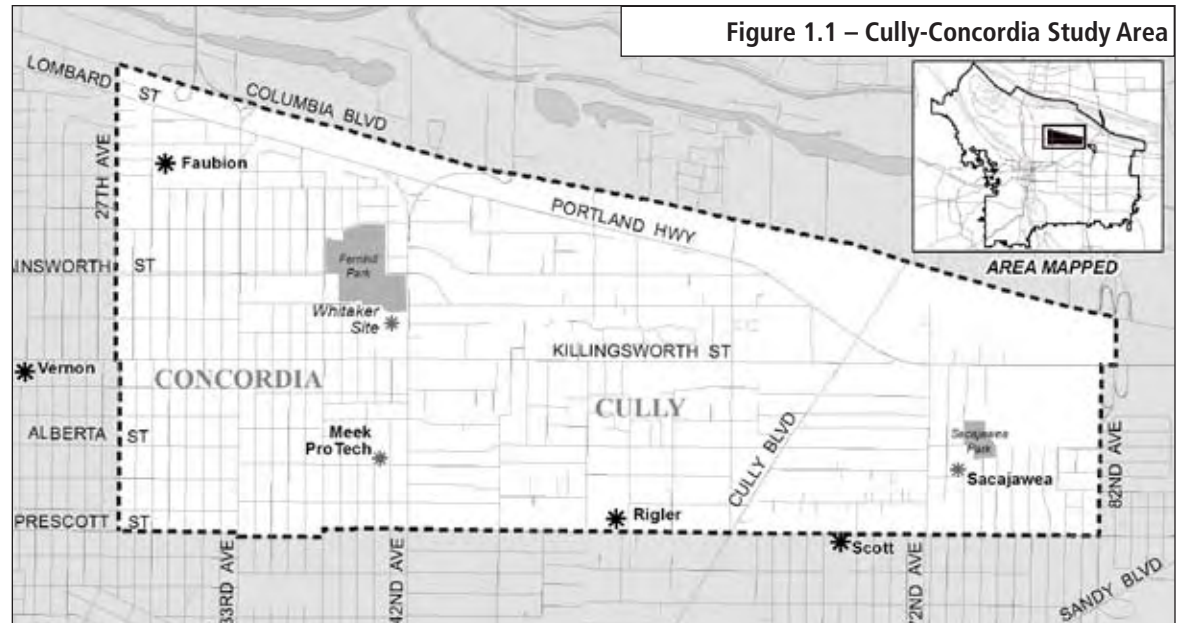 Figure 1.1 – Cully-Concordia Study Area
LOMBARD
ST
COLUMBIA BLVD
27TH AVE
Faubion
PORTLAND HWY
AREA MAPPED
AINSWORTH
ST
Fernhill
Park
Whitaker
Site
KILLINGSWORTH ST
Vernon
CONCORDIA
CULLY
ALBERTA
ST
Meek
ProTech
CULLY BLVD
Sacajawea
Park
Sacajawea
82ND AVE
PRESCOTT
ST
Rigler
Scott
33RD AVE
42ND AVE
72ND AVE
SANDY BLVD